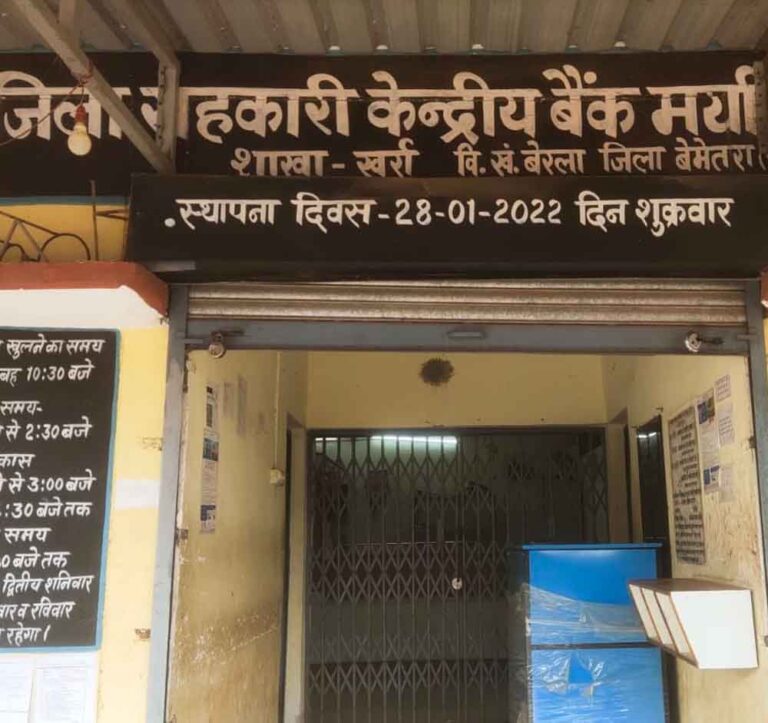 जिला सहकारी केन्द्रीय बैंक मर्या
शाखा - खर्रा वि. खं. बेरला जिला बेमेतरा
स्थापना दिवस - 28-01-2022 दिन शुक्रवार
खुलने का समय
बह 10:30 बजे
समय-
से 2:30 बजे
कास
से 3:00 बजे
:30 बजे तक
समय
0 बजे तक
द्वितीय शनिवार
वार व रविवार
रहेगा।